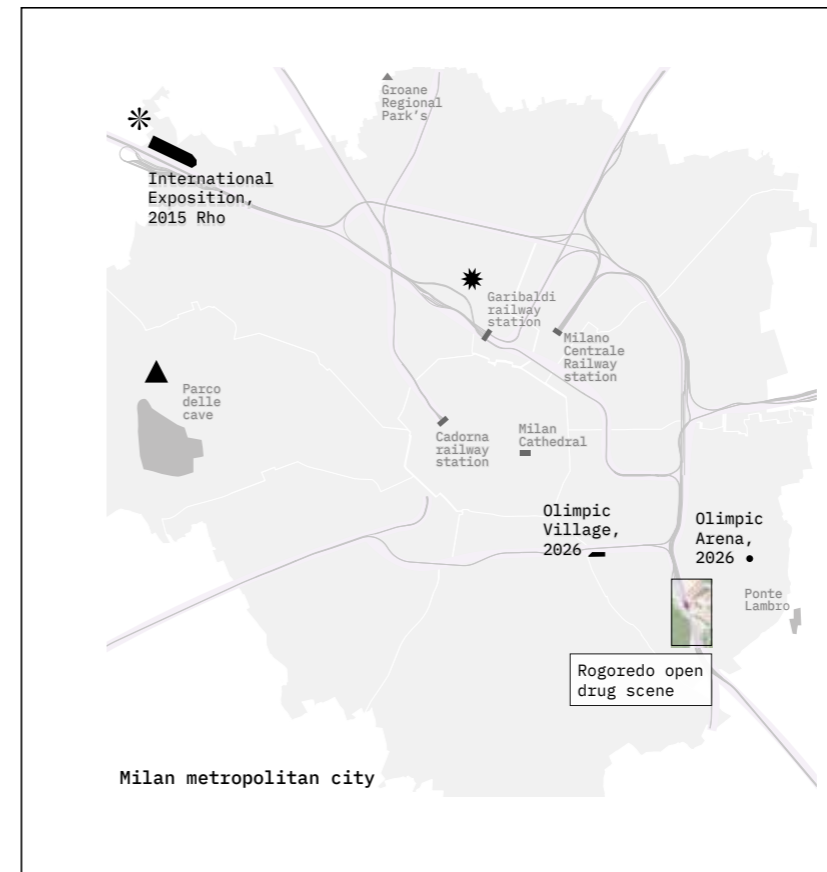 Groane
Regional
Park's
International
Exposition,
2015 Rho
Garibaldi
railway
station
Milano
Centrale
Railway
station
Parco
delle
cave
Cadorna
railway
station
Milan
Cathedral
Olimpic
Village,
2026
Olimpic
Arena,
2026
Ponte
Lambro
Rogoredo open
drug scene
Milan metropolitan city